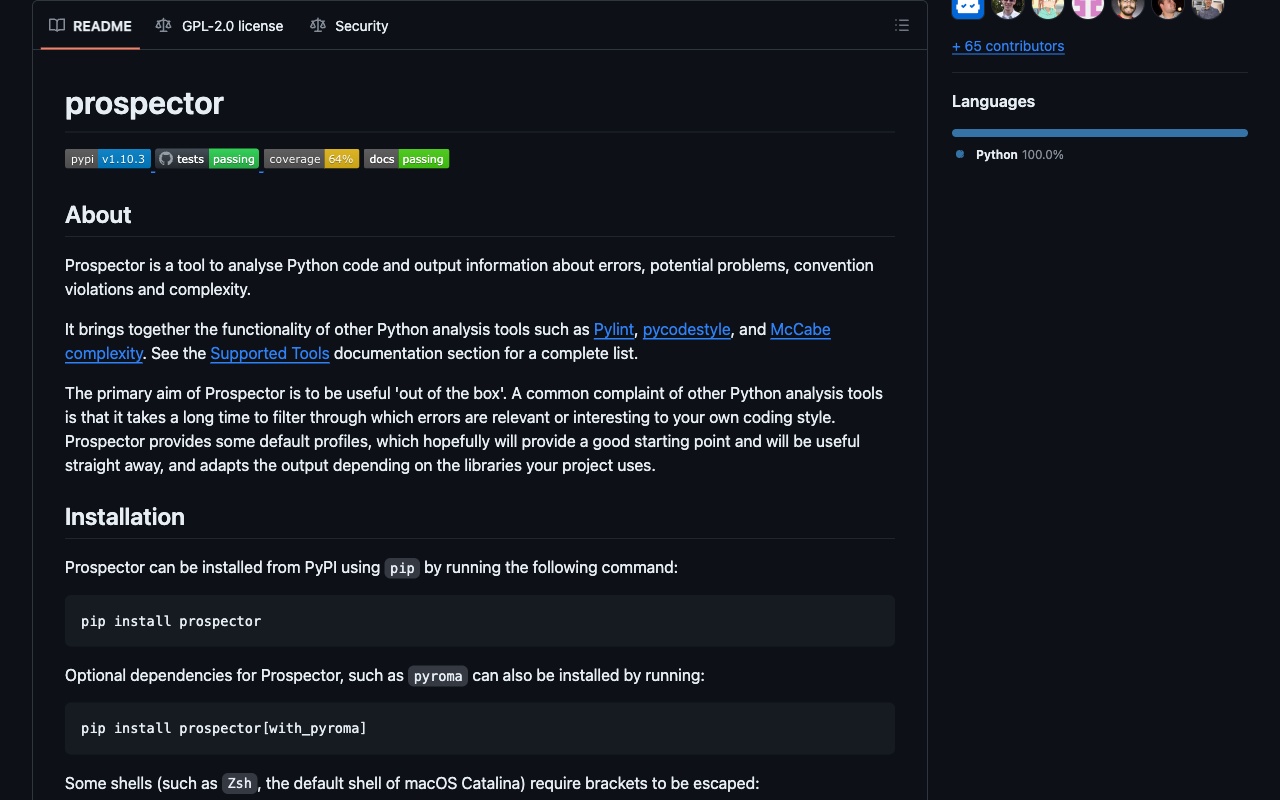 README GPL-2.0 license Security
prospector
pypi v1.10.3 tests passing coverage 64% docs passing
About
Prospector is a tool to analyse Python code and output information about errors, potential problems, convention
violations and complexity.
It brings together the functionality of other Python analysis tools such as Pylint, pycodestyle, and McCabe
complexity. See the Supported Tools documentation section for a complete list.
The primary aim of Prospector is to be useful 'out of the box'. A common complaint of other Python analysis tools
is that it takes a long time to filter through which errors are relevant or interesting to your own coding style.
Prospector provides some default profiles, which hopefully will provide a good starting point and will be useful
straight away, and adapts the output depending on the libraries your project uses.
Installation
Prospector can be installed from PyPI using pip by running the following command:
pip install prospector
Optional dependencies for Prospector, such as pyroma can also be installed by running:
pip install prospector[with_pyroma]
Some shells (such as Zsh, the default shell of macOS Catalina) require brackets to be escaped:
+ 65 contributors
Languages
Python 100.0%